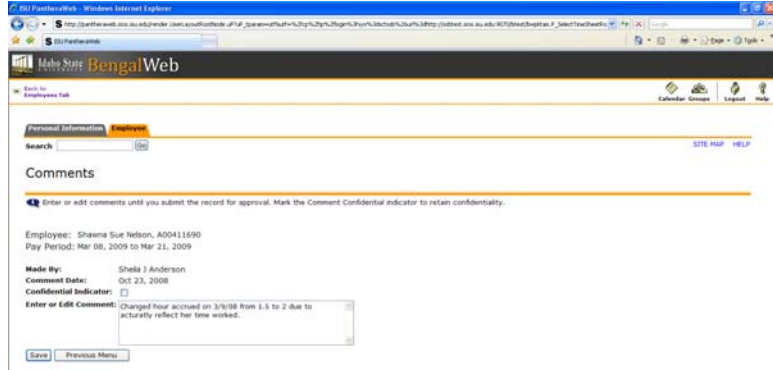 ISU PantheraWeb - Windows Internet Explorer
ISU PantheraWeb
Page Tools
Idaho State UNIVERSITY BengalWeb
Back to
Employees Tab
Calendar Groups Logout Help
Personal Information Employee
Search Go SITE MAP HELP
Comments
Enter or edit comments until you submit the record for approval. Mark the Comment Confidential indicator to retain confidentiality.
Employee: Shawna Sue Nelson, A00411690
Pay Period: Mar 08, 2009 to Mar 21, 2009
Made By: Sheila J Anderson
Comment Date: Oct 23, 2008
Confidential Indicator:
Enter or Edit Comment: Changed hour accrued on 3/9/08 from 1.5 to 2 due to
acturatly reflect her time worked.
Save Previous Menu